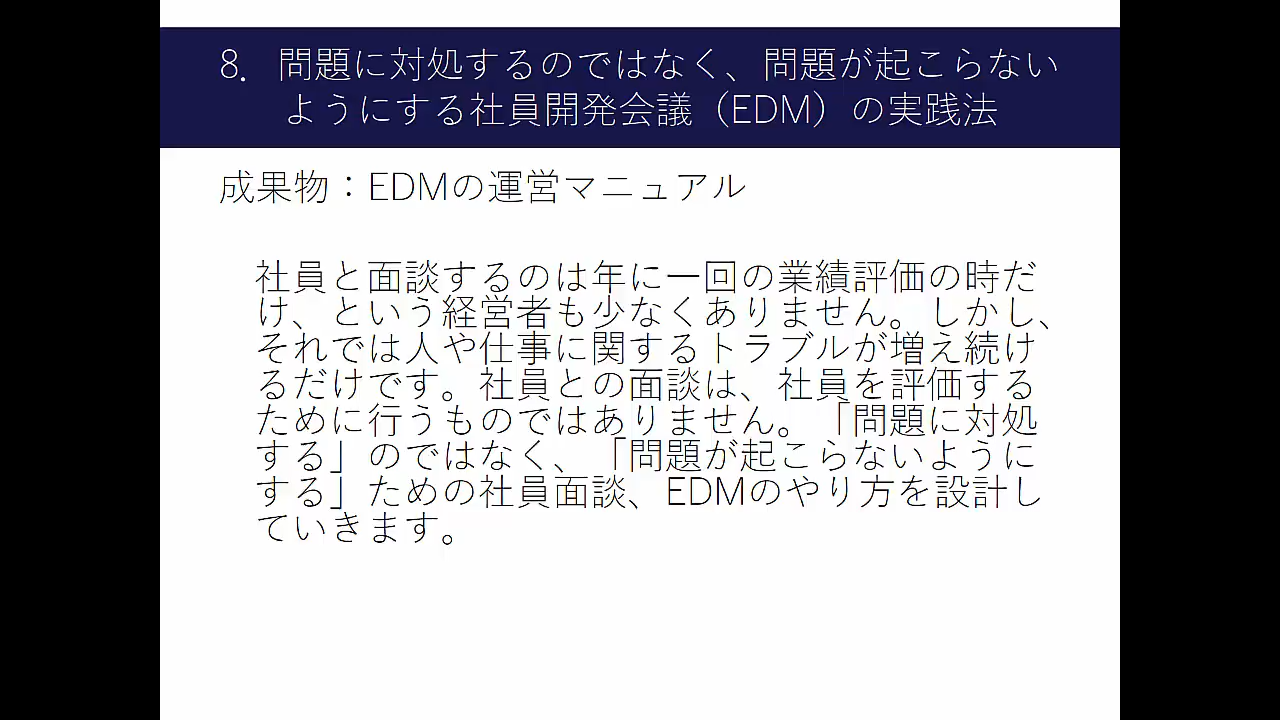 8. 問題に対処するのではなく、問題が起こらない
ようにする社員開発会議（EDM）の実践法
成果物：EDMの運営マニュアル
社員と面談するのは年に一回の業績評価の時だ
け、という経営者も少なくありません。しかし、
それでは人や仕事に関するトラブルが増え続け
るだけです。社員との面談は、社員を評価する
ために行うものではありません。「問題に対処
する」のではなく、「問題が起こらないように
する」ための社員面談、EDMのやり方を設計し
ていきます。